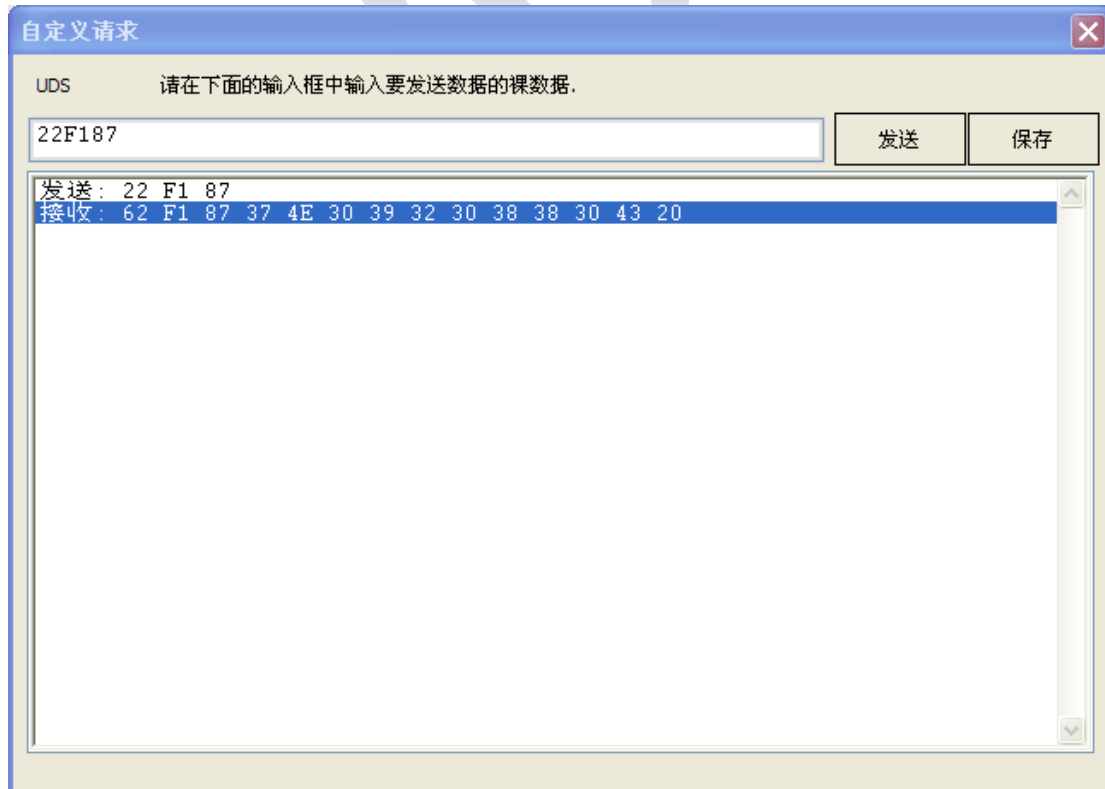 自定义请求
UDS 请在下面的输入框中输入要发送数据的裸数据.
22F187 发送 保存
发送: 22 F1 87
接收: 62 F1 87 37 4E 30 39 32 30 38 38 30 43 20